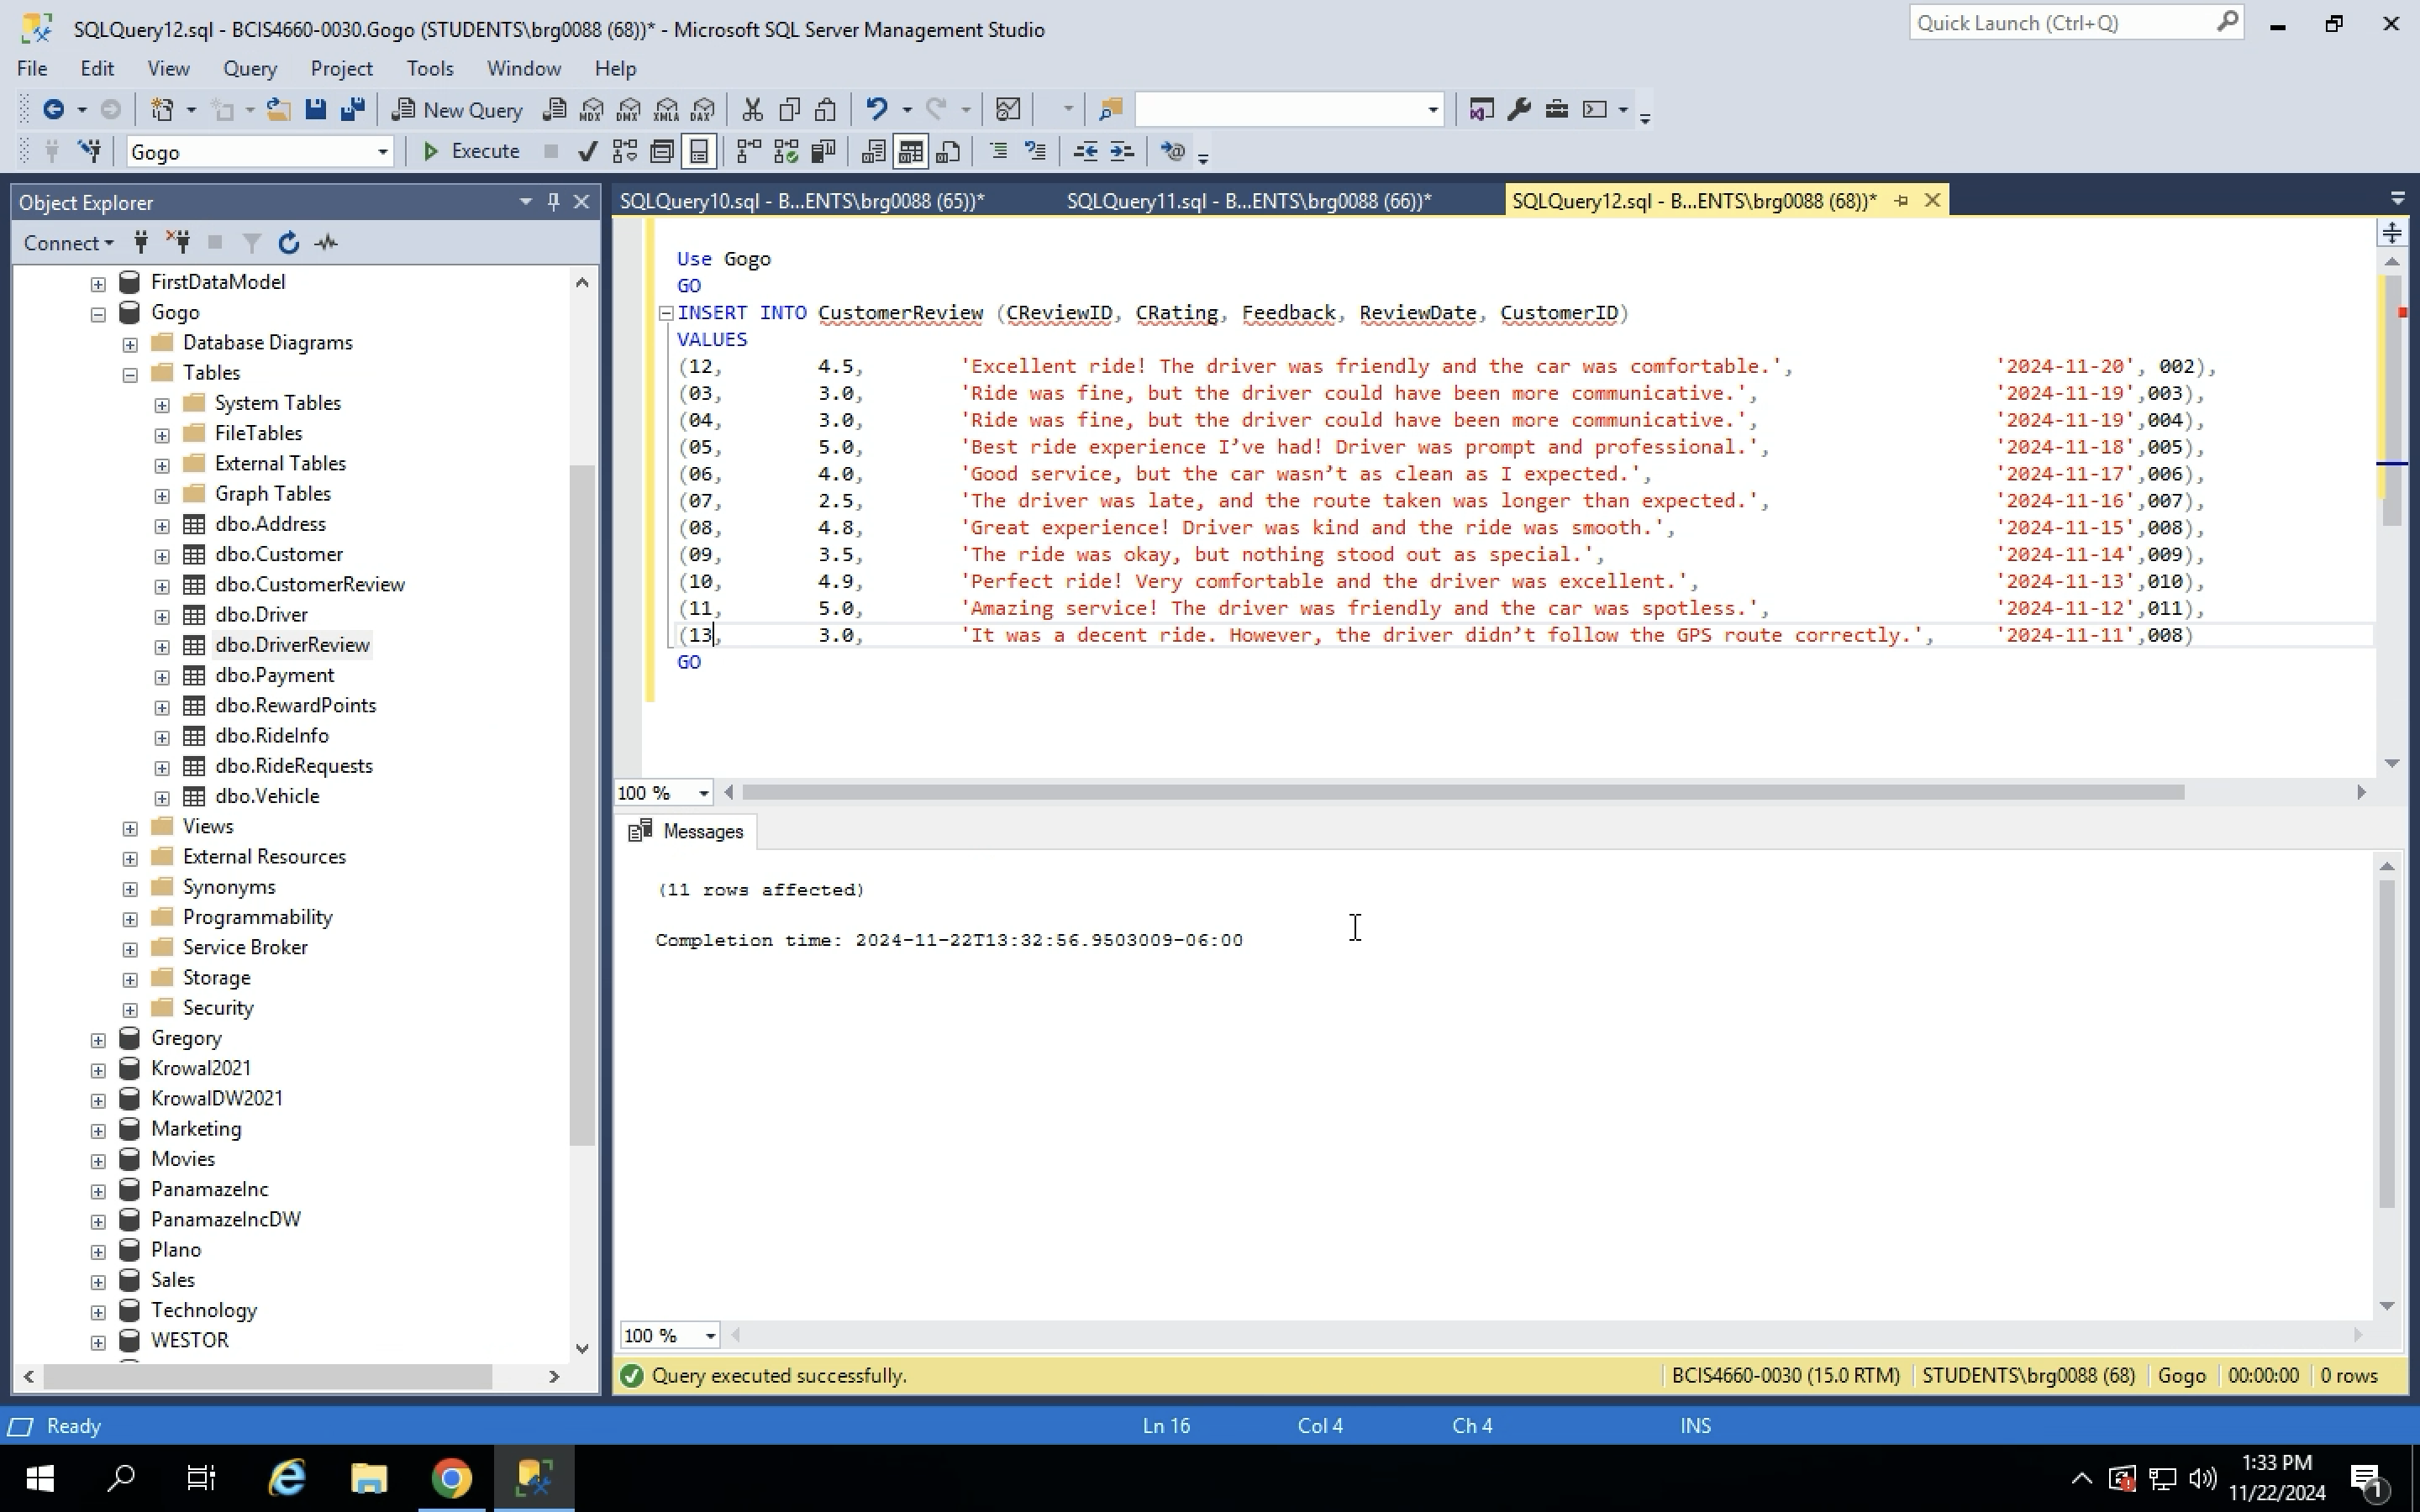 SQLQuery12.sql - BCIS4660-0030.Gogo (STUDENTS\brg0088 (68))* - Microsoft SQL Server Management Studio
Quick Launch (Ctrl+Q)
File Edit View Query Project Tools Window Help
New Query MDX DMX XMLA DAX
Gogo Execute
Object Explorer
Connect
FirstDataModel
Gogo
Database Diagrams
Tables
System Tables
FileTables
External Tables
Graph Tables
dbo.Address
dbo.Customer
dbo.CustomerReview
dbo.Driver
dbo.DriverReview
dbo.Payment
dbo.RewardPoints
dbo.RideInfo
dbo.RideRequests
dbo.Vehicle
Views
External Resources
Synonyms
Programmability
Service Broker
Storage
Security
Gregory
Krowal2021
KrowalDW2021
Marketing
Movies
PanamazeInc
PanamazeIncDW
Plano
Sales
Technology
WESTOR
SQLQuery10.sql - B...ENTS\brg0088 (65))* SQLQuery11.sql - B...ENTS\brg0088 (66))* SQLQuery12.sql - B...ENTS\brg0088 (68))*
Use Gogo
GO
INSERT INTO CustomerReview (CReviewID, CRating, Feedback, ReviewDate, CustomerID)
VALUES
(12, 4.5, 'Excellent ride! The driver was friendly and the car was comfortable.', '2024-11-20', 002),
(03, 3.0, 'Ride was fine, but the driver could have been more communicative.', '2024-11-19',003),
(04, 3.0, 'Ride was fine, but the driver could have been more communicative.', '2024-11-19',004),
(05, 5.0, 'Best ride experience I’ve had! Driver was prompt and professional.', '2024-11-18',005),
(06, 4.0, 'Good service, but the car wasn’t as clean as I expected.', '2024-11-17',006),
(07, 2.5, 'The driver was late, and the route taken was longer than expected.', '2024-11-16',007),
(08, 4.8, 'Great experience! Driver was kind and the ride was smooth.', '2024-11-15',008),
(09, 3.5, 'The ride was okay, but nothing stood out as special.', '2024-11-14',009),
(10, 4.9, 'Perfect ride! Very comfortable and the driver was excellent.', '2024-11-13',010),
(11, 5.0, 'Amazing service! The driver was friendly and the car was spotless.', '2024-11-12',011),
(13, 3.0, 'It was a decent ride. However, the driver didn’t follow the GPS route correctly.', '2024-11-11',008)
GO
100 %
Messages
(11 rows affected)
Completion time: 2024-11-22T13:32:56.9503009-06:00
100 %
Query executed successfully. BCIS4660-0030 (15.0 RTM) STUDENTS\brg0088 (68) Gogo 00:00:00 0 rows
Ready Ln 16 Col 4 Ch 4 INS
1:33 PM
11/22/2024
1